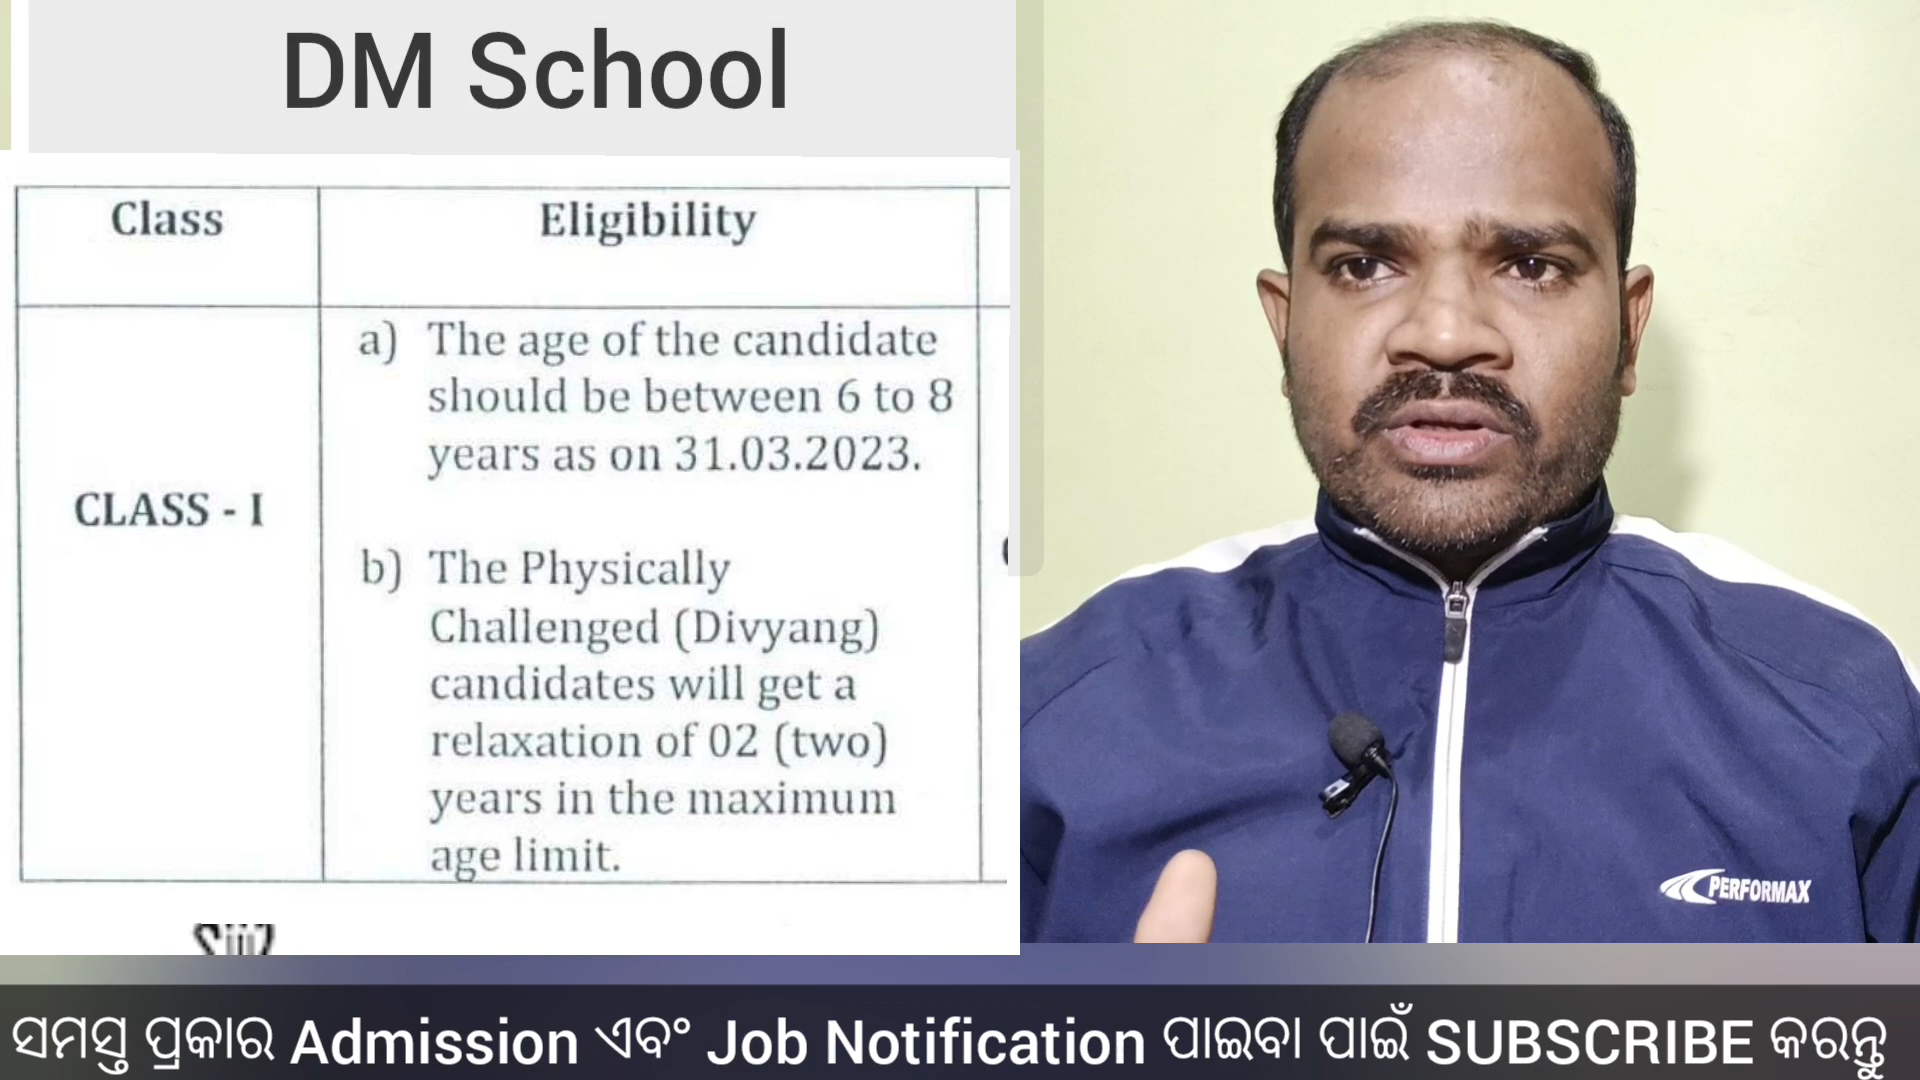 DM School
Class
Eligibility
CLASS - I
a) The age of the candidate
should be between 6 to 8
years as on 31.03.2023.
b) The Physically
Challenged (Divyang)
candidates will get a
relaxation of 02 (two)
years in the maximum
age limit.
PERFORMAX
ସମସ୍ତ ପ୍ରକାର Admission ଏବଂ Job Notification ପାଇବା ପାଇଁ SUBSCRIBE କରନ୍ତୁ